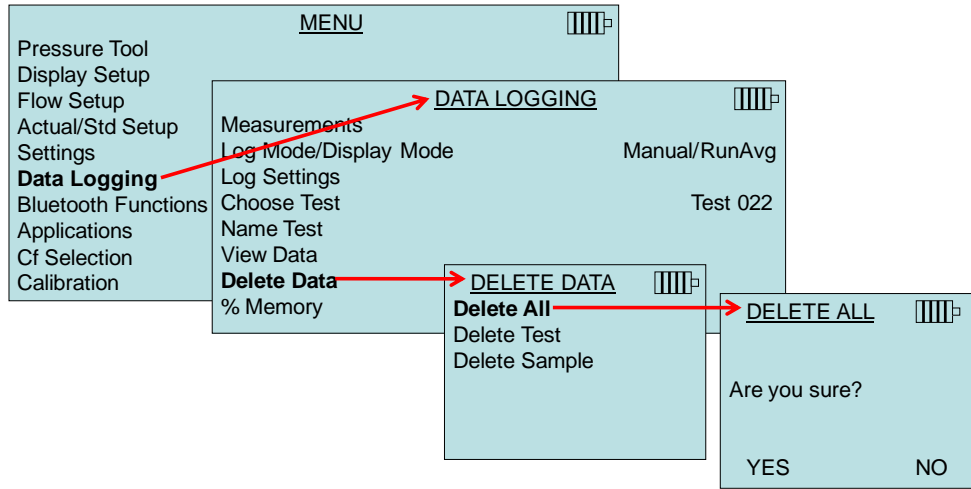 MENU
Pressure Tool
Display Setup
Flow Setup
Actual/Std Setup
Settings
Data Logging
Bluetooth Functions
Applications
Cf Selection
Calibration
DATA LOGGING
Measurements
Log Mode/Display Mode Manual/RunAvg
Log Settings
Choose Test Test 022
Name Test
View Data
Delete Data
% Memory
DELETE DATA
Delete All
Delete Test
Delete Sample
DELETE ALL
Are you sure?
YES NO